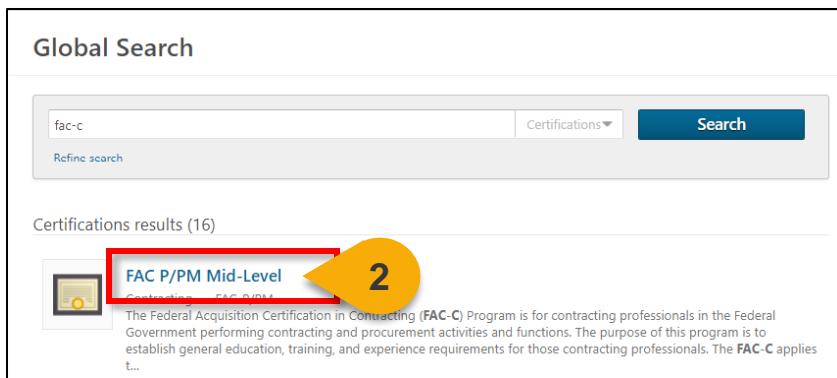 Global Search
fac-c
Certifications
Search
Refine search
Certifications results (16)
FAC P/PM Mid-Level
2
Contracting FAC-P/PM
The Federal Acquisition Certification in Contracting (FAC-C) Program is for contracting professionals in the Federal
Government performing contracting and procurement activities and functions. The purpose of this program is to
establish general education, training, and experience requirements for those contracting professionals. The FAC-C applies
t...